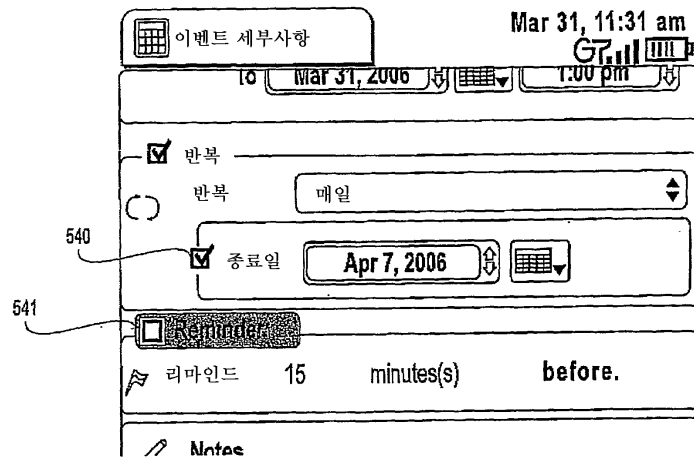 Mar 31, 11:31 am
이벤트 세부사항
To Mar 31, 2006 1:00 pm
반복
반복 매일
540
종료일 Apr 7, 2006
541
Reminder:
리마인드 15 minutes(s) before.
Notes